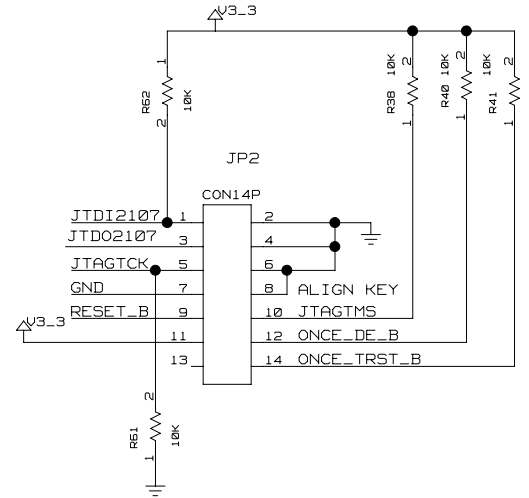 V3_3
1 R62 10K 2
2 R38 10K 1
2 R40 10K 1
2 R41 10K 1
JP2
CON14P
JTDI2107 1 2
JTDO2107 3 4
JTAGTCK 5 6
GND 7 8 ALIGN KEY
RESET_B 9 10 JTAGTMS
V3_3 11 12 ONCE_DE_B
13 14 ONCE_TRST_B
2 R61 10K 1